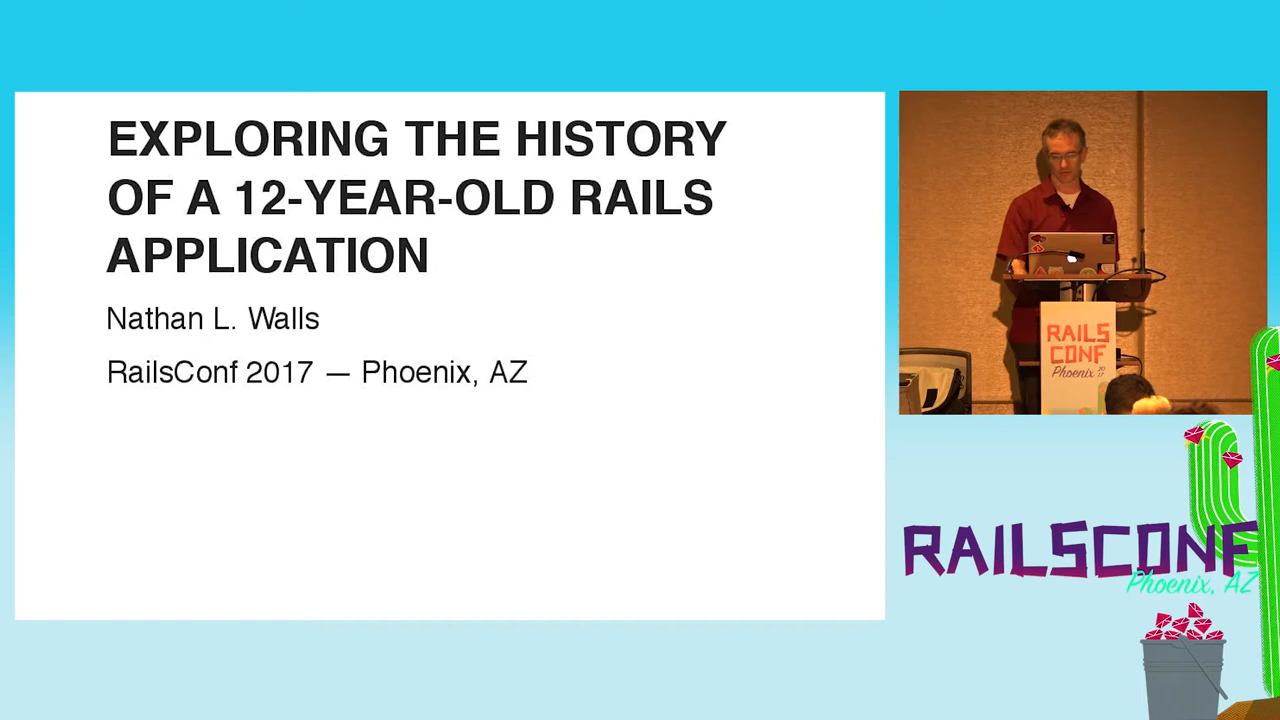 EXPLORING THE HISTORY
OF A 12-YEAR-OLD RAILS
APPLICATION
Nathan L. Walls
RailsConf 2017 — Phoenix, AZ
RAILS
CONF
Phoenix 2017
RAILSCONF
Phoenix, AZ